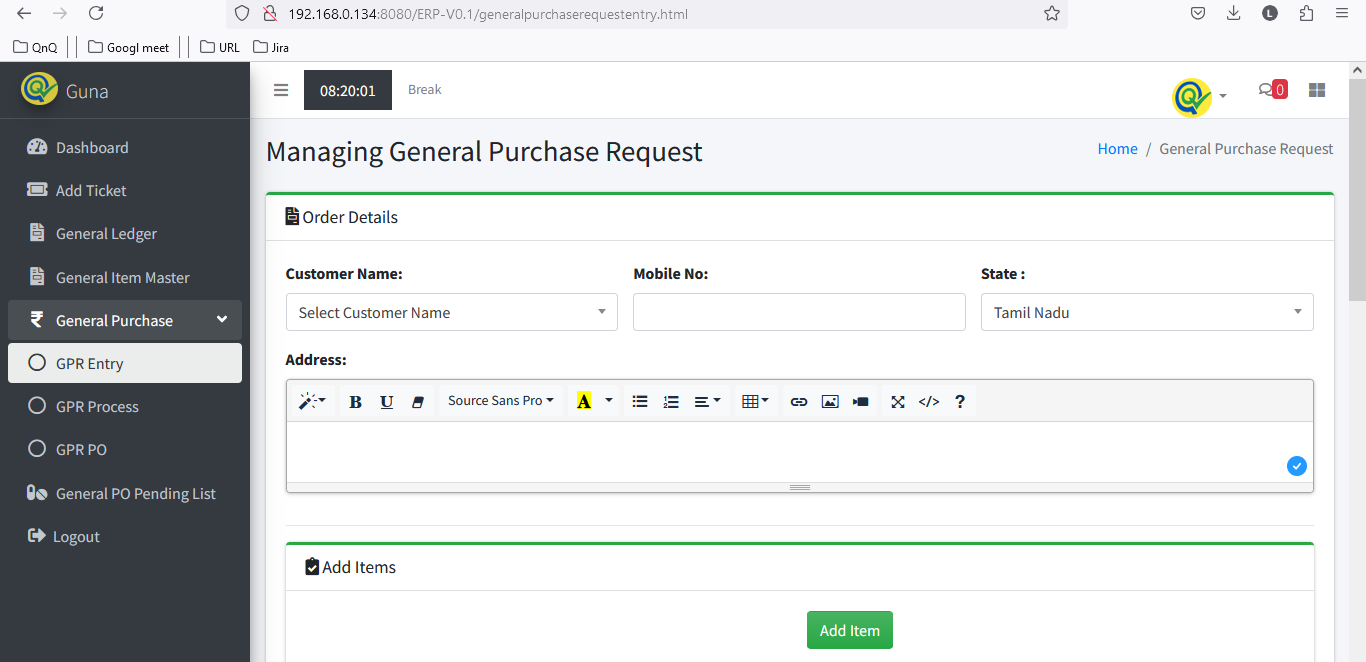 192.168.0.134:8080/ERP-V0.1/generalpurchaserequestentry.html
L
QnQ
Googl meet
URL
Jira
Guna
08:20:01
Break
0
Dashboard
Add Ticket
General Ledger
General Item Master
General Purchase
GPR Entry
GPR Process
GPR PO
General PO Pending List
Logout
Managing General Purchase Request
Home / General Purchase Request
Order Details
Customer Name: Mobile No: State :
Select Customer Name Tamil Nadu
Address:
B U Source Sans Pro A </> ?
Add Items
Add Item